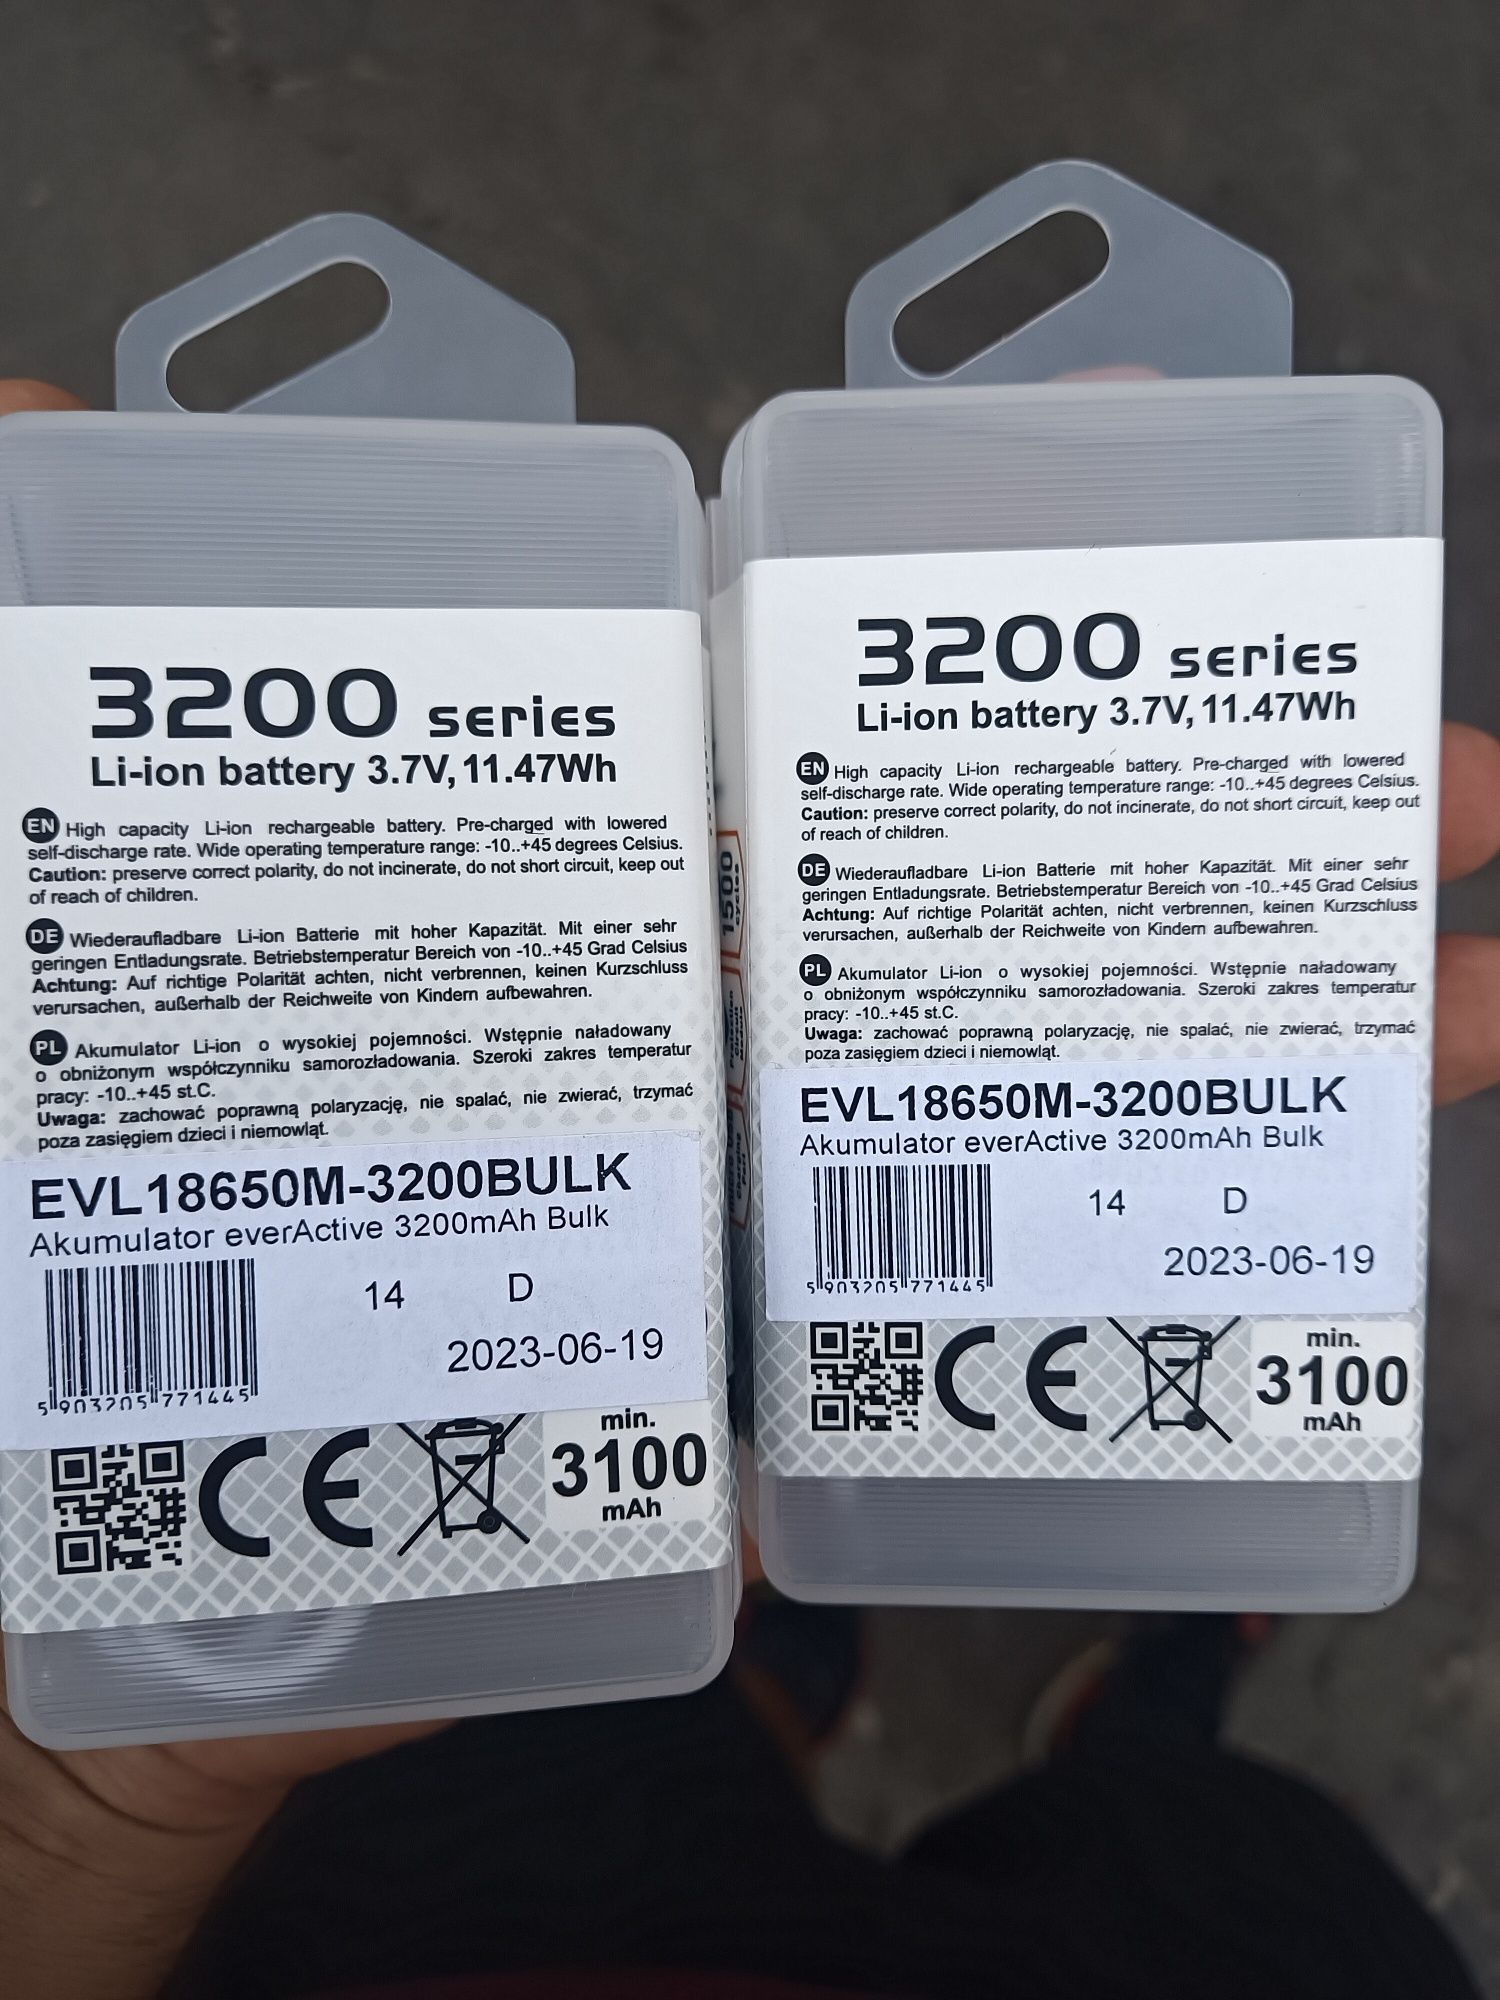 3200 series
Li-ion battery 3.7V, 11.47Wh
EN High capacity Li-ion rechargeable battery. Pre-charged with lowered
self-discharge rate. Wide operating temperature range: -10..+45 degrees Celsius.
Caution: preserve correct polarity, do not incinerate, do not short circuit, keep out
of reach of children.
DE Wiederaufladbare Li-ion Batterie mit hoher Kapazität. Mit einer sehr
geringen Entladungsrate. Betriebstemperatur Bereich von -10..+45 Grad Celsius
Achtung: Auf richtige Polarität achten, nicht verbrennen, keinen Kurzschluss
verursachen, außerhalb der Reichweite von Kindern aufbewahren.
PL Akumulator Li-ion o wysokiej pojemności. Wstępnie naładowany
o obniżonym współczynniku samorozładowania. Szeroki zakres temperatur
pracy: -10..+45 st.C.
Uwaga: zachować poprawną polaryzację, nie spalać, nie zwierać, trzymać
poza zasięgiem dzieci i niemowląt.
EVL18650M-3200BULK
Akumulator everActive 3200mAh Bulk
14 D
2023-06-19
5 903205 771445
CE
min.
3100
mAh
1500
cycles
3200 series
Li-ion battery 3.7V, 11.47Wh
EN High capacity Li-ion rechargeable battery. Pre-charged with lowered
self-discharge rate. Wide operating temperature range: -10..+45 degrees Celsius.
Caution: preserve correct polarity, do not incinerate, do not short circuit, keep out
of reach of children.
DE Wiederaufladbare Li-ion Batterie mit hoher Kapazität. Mit einer sehr
geringen Entladungsrate. Betriebstemperatur Bereich von -10..+45 Grad Celsius
Achtung: Auf richtige Polarität achten, nicht verbrennen, keinen Kurzschluss
verursachen, außerhalb der Reichweite von Kindern aufbewahren.
PL Akumulator Li-ion o wysokiej pojemności. Wstępnie naładowany
o obniżonym współczynniku samorozładowania. Szeroki zakres temperatur
pracy: -10..+45 st.C.
Uwaga: zachować poprawną polaryzację, nie spalać, nie zwierać, trzymać
poza zasięgiem dzieci i niemowląt.
EVL18650M-3200BULK
Akumulator everActive 3200mAh Bulk
14 D
2023-06-19
5 903205 771445
CE
min.
3100
mAh